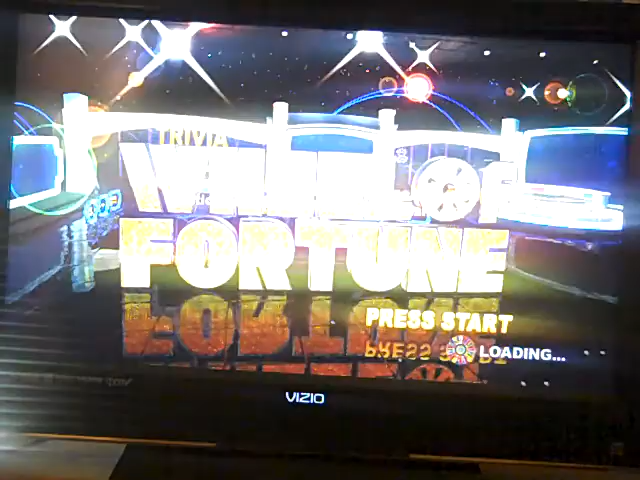 TRIVIA
WHEEL OF
FORTUNE
PRESS START
LOADING...
VIZIO